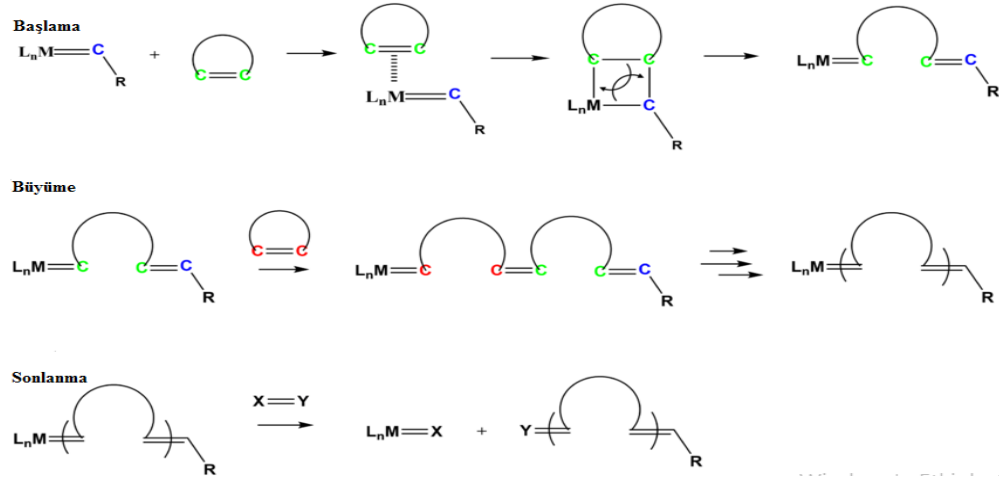 Başlama
LnM C R + C C C C LnM C R C C LnM C R LnM C C C R
Büyüme
LnM C C C R C C LnM C C C C C R LnM R
Sonlanma
LnM R X Y LnM X + Y R